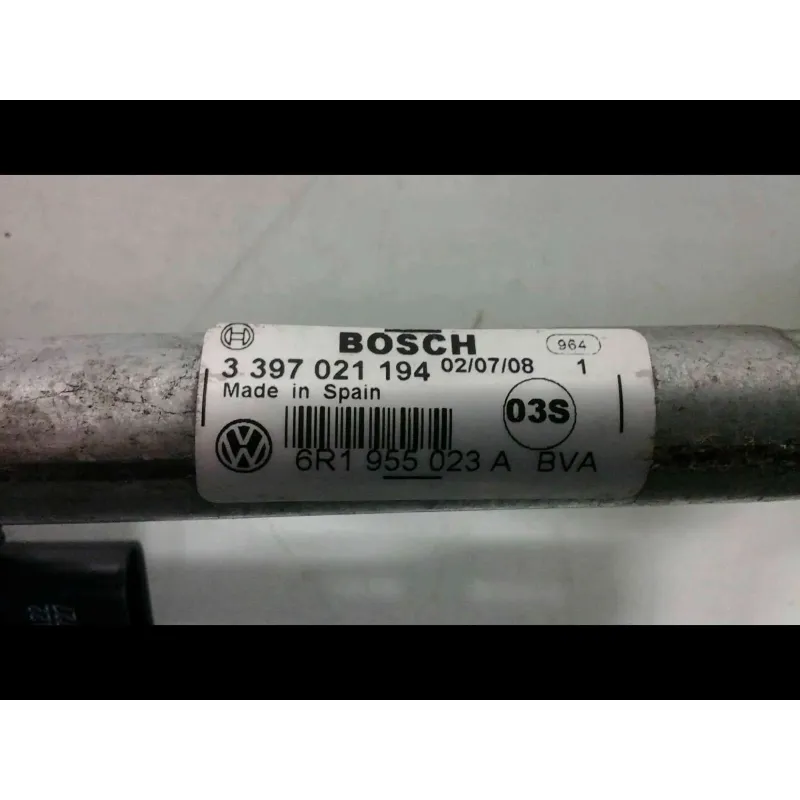 BOSCH
964
3 397 021 194 02/07/08 1
Made in Spain
03S
6R1 955 023 A BVA